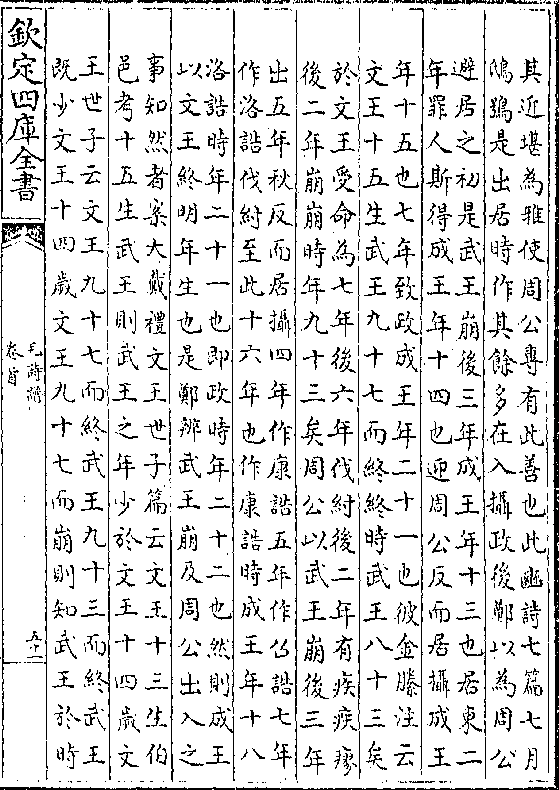 其近堪為雅使周公專有此善也此豳詩七篇七月
鴟鴞是出居時作其餘多在入攝政後鄭以為周公
避居之初是武王崩後三年成王年十三也居東二
年罪人斯得成王年十四也迎周公反而居攝成王
年十五也七年致政成王年二十一也彼金縢注云
文王十五生武王九十七而終終時武王八十三矣
於文王受命為七年後六年伐紂後二年有疾疾瘳
後二年崩崩時年九十三矣周公以武王崩後三年
出五年秋反而居攝四年作康誥五年作召誥七年
作洛誥伐紂至此十六年也作康誥時成王年十八
洛誥時年二十一也即政時年二十二也然則成王
以文王終明年生也是鄭辨武王崩及周公出入之
事知然者案大戴禮文王世子篇云文王十三生伯
邑考十五生武王則武王之年少於文王十四歲文
王世子云文王九十七而終武王九十三而終武王
既少文王十四歲文王九十七而崩則知武王於時
欽定四庫全書
毛詩譜
卷首
五十一